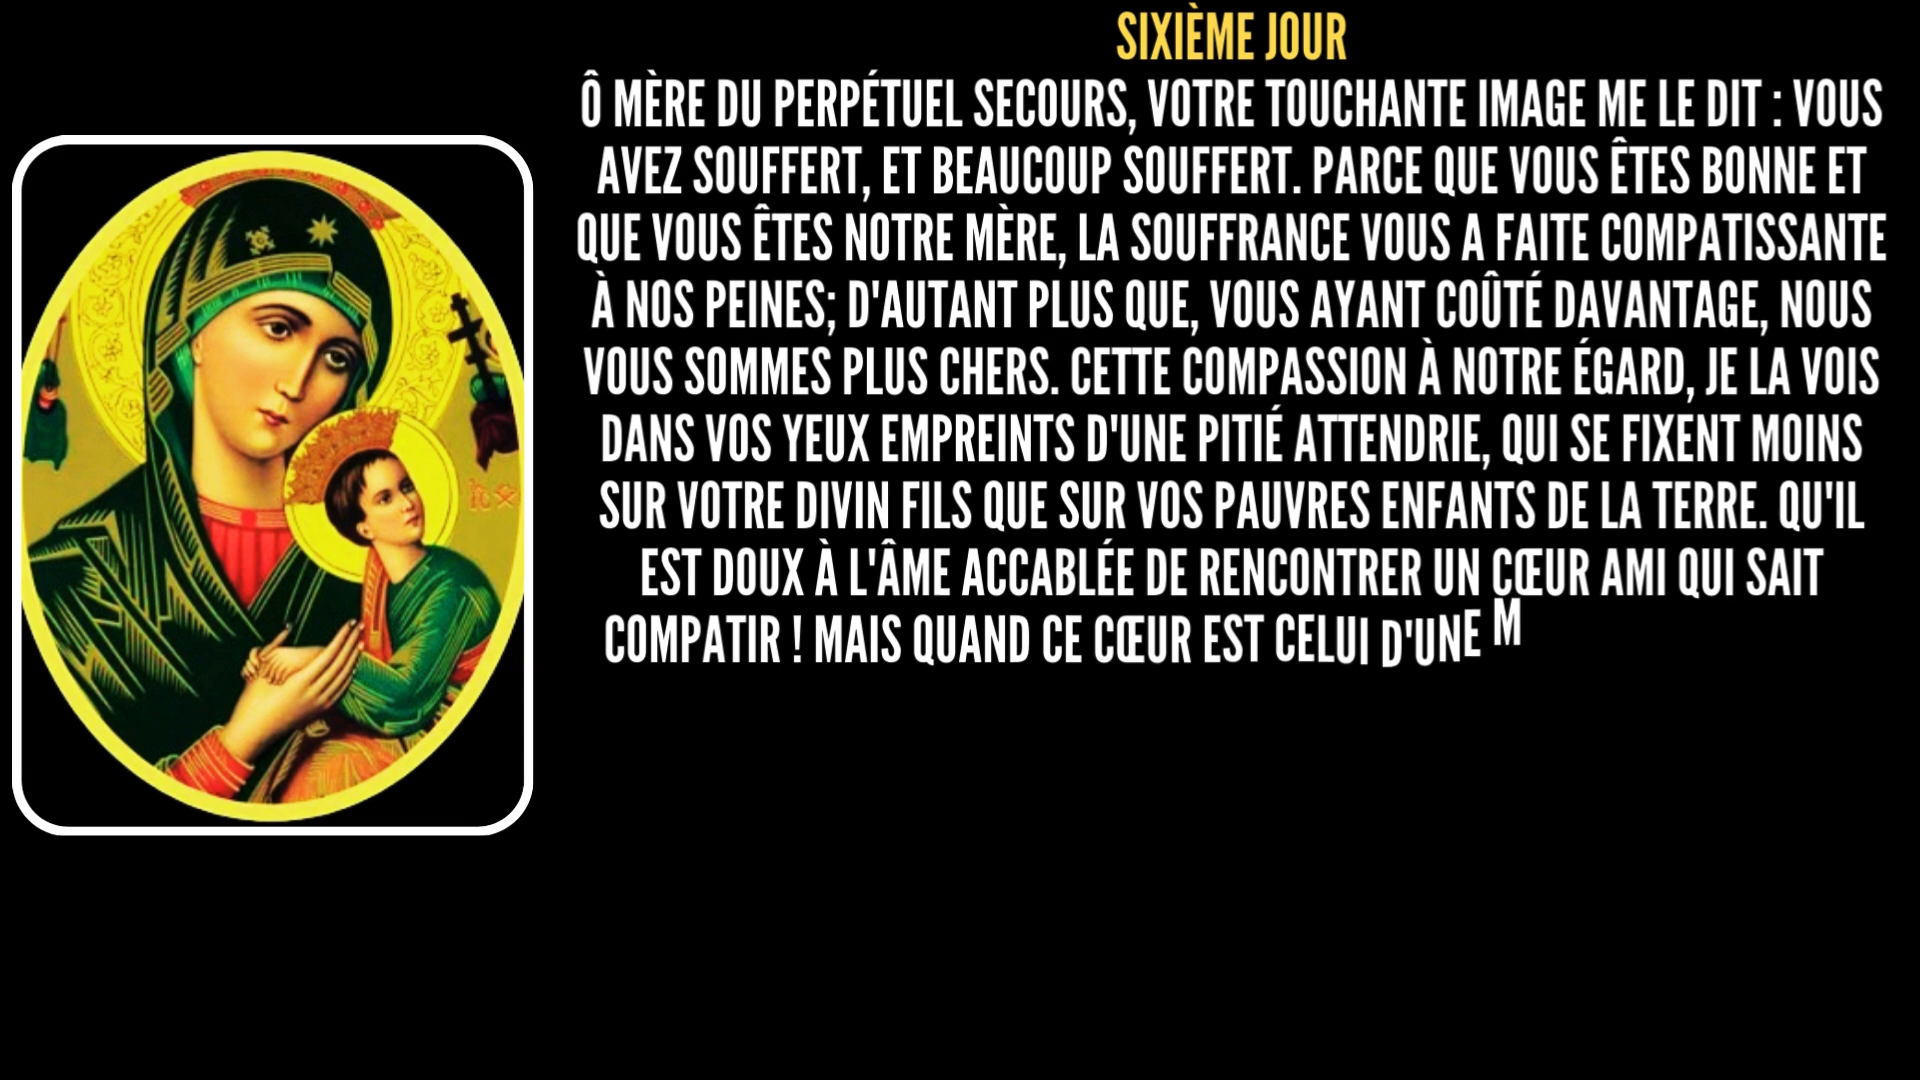 SIXIÈME JOUR
Ô MÈRE DU PERPÉTUEL SECOURS, VOTRE TOUCHANTE IMAGE ME LE DIT : VOUS
AVEZ SOUFFERT, ET BEAUCOUP SOUFFERT. PARCE QUE VOUS ÊTES BONNE ET
QUE VOUS ÊTES NOTRE MÈRE, LA SOUFFRANCE VOUS A FAITE COMPATISSANTE
À NOS PEINES; D'AUTANT PLUS QUE, VOUS AYANT COÛTÉ DAVANTAGE, NOUS
VOUS SOMMES PLUS CHERS. CETTE COMPASSION À NOTRE ÉGARD, JE LA VOIS
DANS VOS YEUX EMPREINTS D'UNE PITIÉ ATTENDRIE, QUI SE FIXENT MOINS
SUR VOTRE DIVIN FILS QUE SUR VOS PAUVRES ENFANTS DE LA TERRE. QU'IL
EST DOUX À L'ÂME ACCABLÉE DE RENCONTRER UN CŒUR AMI QUI SAIT
COMPATIR ! MAIS QUAND CE CŒUR EST CELUI D'UNE M